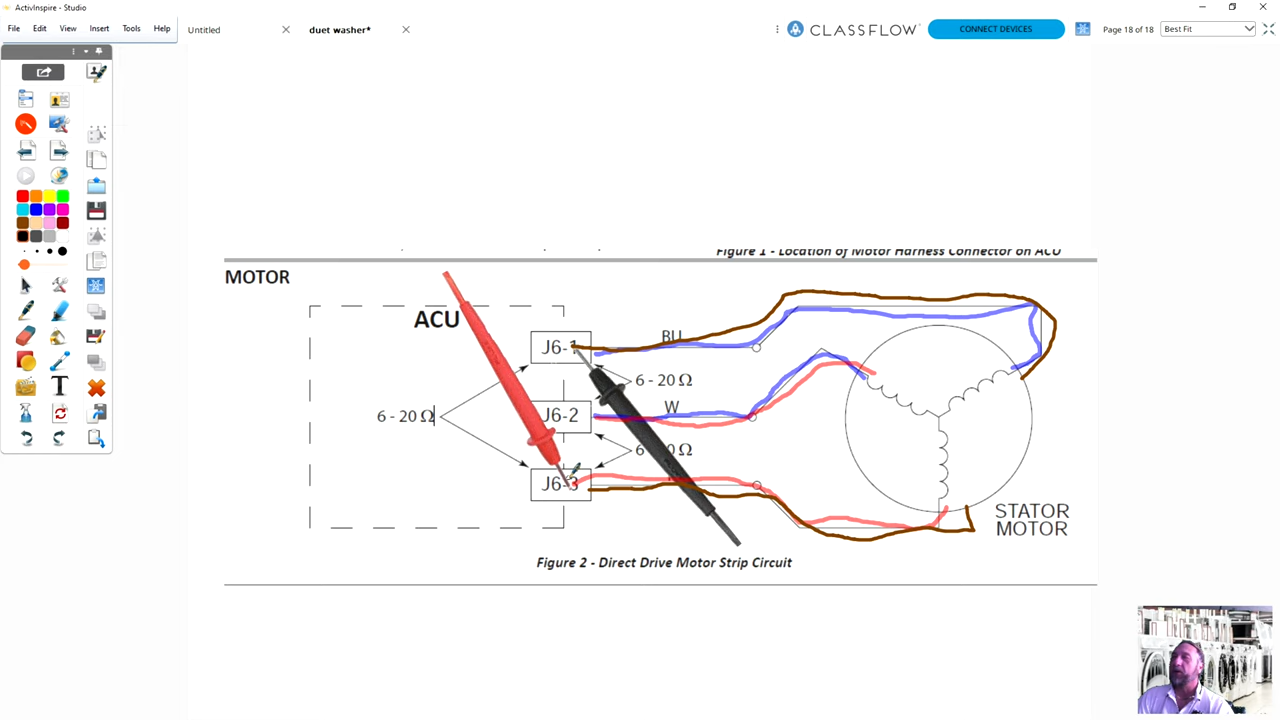 ActivInspire - Studio
File Edit View Insert Tools Help
Untitled
duet washer*
CLASSFLOW
CONNECT DEVICES
Page 18 of 18
Best Fit
Figure 1 - Location of Motor Harness Connector on ACU
MOTOR
ACU
J6-1
BU
6 - 20 Ω
6 - 20 Ω
J6-2
W
J6-3
STATOR
MOTOR
Figure 2 - Direct Drive Motor Strip Circuit